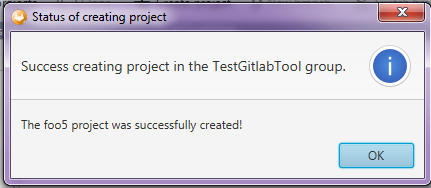 Status of creating project
Success creating project in the TestGitlabTool group.
i
The foo5 project was successfully created!
OK